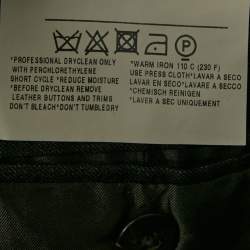 P
*PROFESSIONAL DRYCLEAN ONLY
WITH PERCHLORETHYLENE
SHORT CYCLE *REDUCE MOISTURE
*BEFORE DRYCLEAN REMOVE
LEATHER BUTTONS AND TRIMS
DON'T BLEACH*DON'T TUMBLEDRY
*WARM IRON 110 C (230 F)
USE PRESS CLOTH*LAVAR A SECO
LAVAR EN SECO*LAVARE A SECCO
*CHEMISCH REINIGEN
*LAVER A SEC UNIQUEMENT